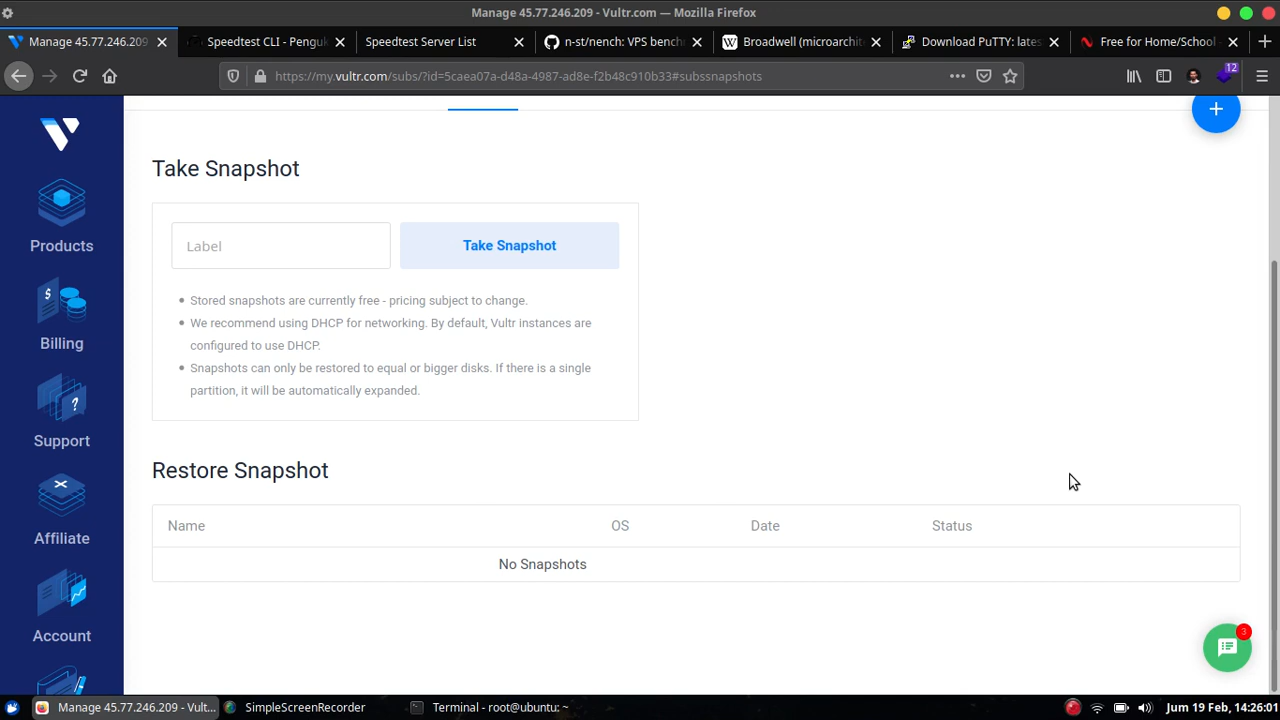 Manage 45.77.246.209 - Vultr.com — Mozilla Firefox
Manage 45.77.246.209
Speedtest CLI - Penguk
Speedtest Server List
n-st/nench: VPS bench
Broadwell (microarchit
Download PuTTY: lates
Free for Home/School -
https://my.vultr.com/subs/?id=5caea07a-d48a-4987-ad8e-f2b48c910b33#subssnapshots
12
Products
Billing
Support
Affiliate
Account
Take Snapshot
Label
Take Snapshot
Stored snapshots are currently free - pricing subject to change.
We recommend using DHCP for networking. By default, Vultr instances are
configured to use DHCP.
Snapshots can only be restored to equal or bigger disks. If there is a single
partition, it will be automatically expanded.
Restore Snapshot
Name OS Date Status
No Snapshots
3
Manage 45.77.246.209 - Vult...
SimpleScreenRecorder
Terminal - root@ubuntu: ~
Jum 19 Feb, 14:26:01